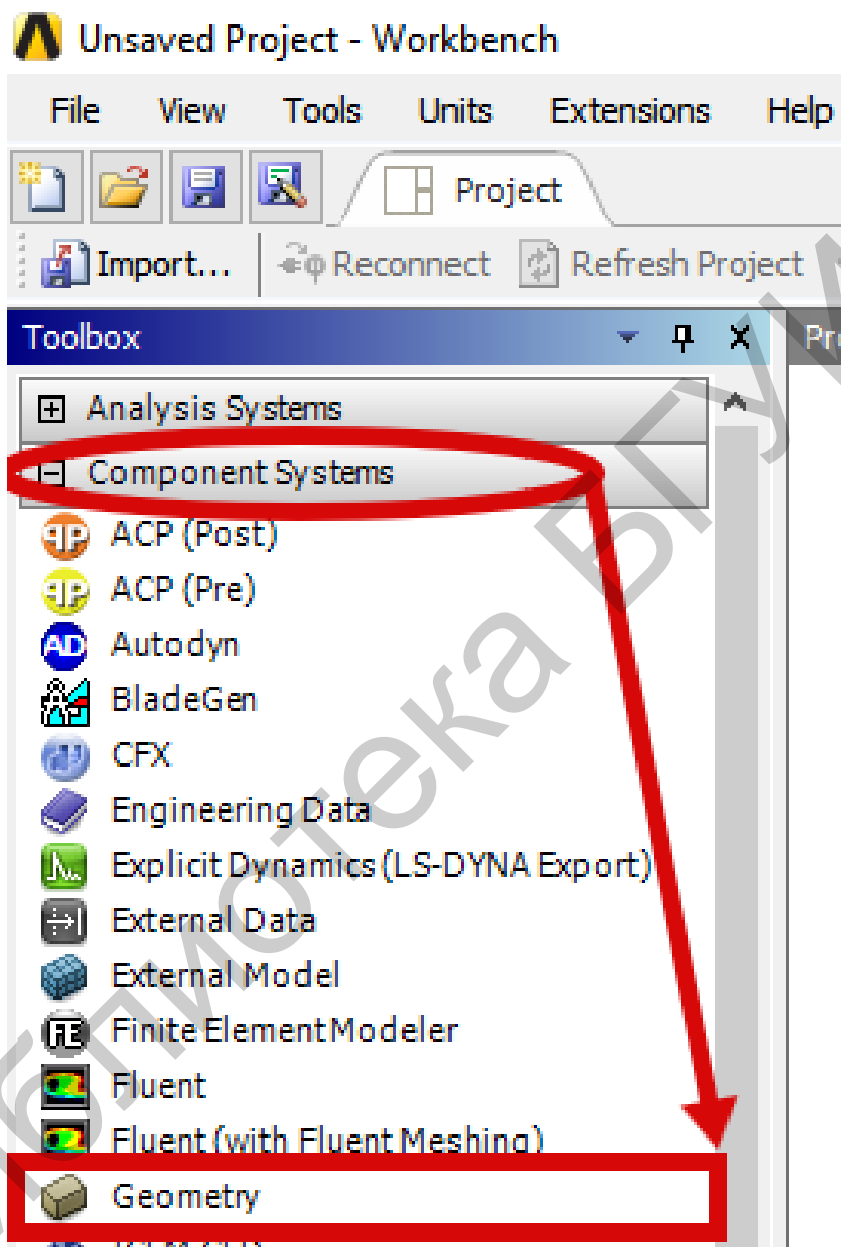 Unsaved Project - Workbench
File View Tools Units Extensions Help
Project
Import... Reconnect Refresh Project
Toolbox
Analysis Systems
Component Systems
ACP (Post)
ACP (Pre)
Autodyn
BladeGen
CFX
Engineering Data
Explicit Dynamics (LS-DYNA Export)
External Data
External Model
Finite Element Modeler
Fluent
Fluent (with Fluent Meshing)
Geometry